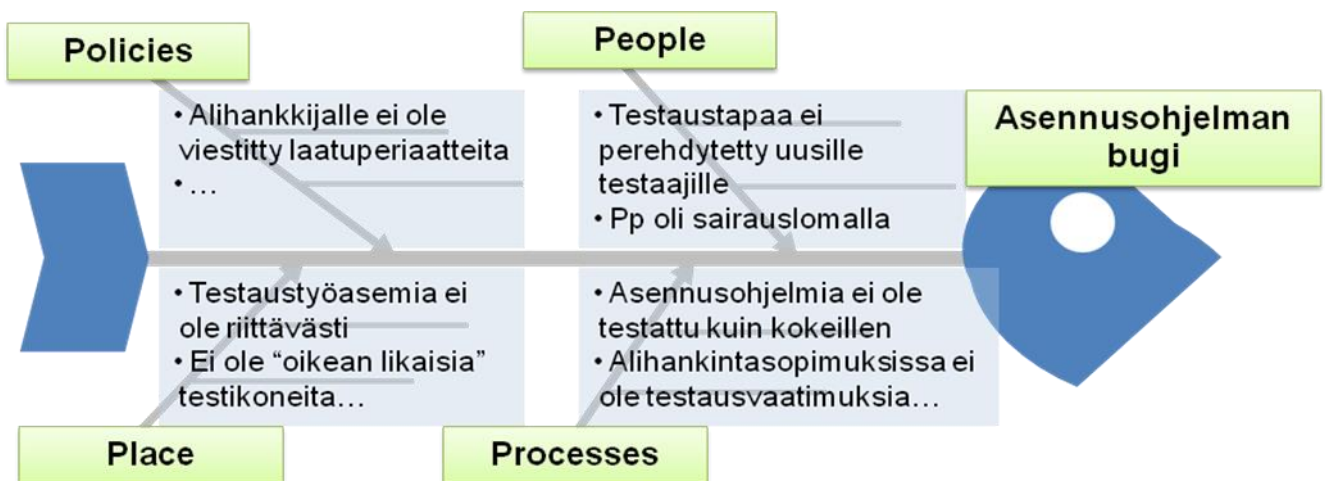 Policies
• Alihankkijalle ei ole
viestitty laatuperiaatteita
• …
People
• Testaustapaa ei
perehdytetty uusille
testaajille
• Pp oli sairauslomalla
Asennusohjelman
bugi
• Testaustyöasemia ei
ole riittävästi
• Ei ole “oikean likaisia”
testikoneita…
Place
• Asennusohjelmia ei ole
testattu kuin kokeillen
• Alihankintasopimuksissa ei
ole testausvaatimuksia…
Processes